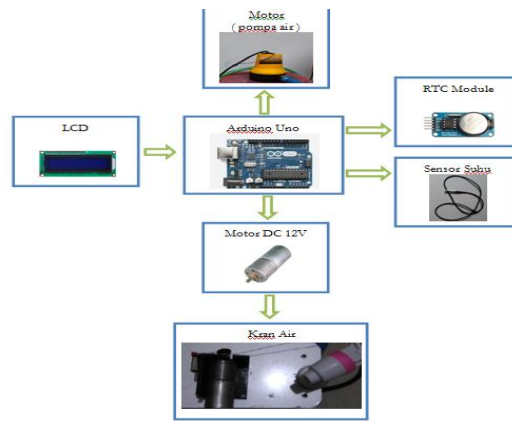 Motor
( pompa air )
RTC Module
LCD
Arduino Uno
Sensor Suhu
Motor DC 12V
Kran Air